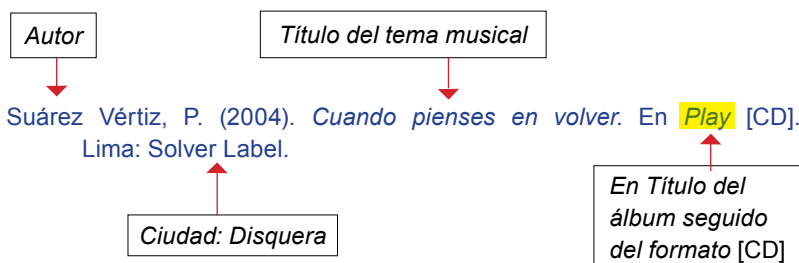 Autor
Título del tema musical
Suárez Vértiz, P. (2004). Cuando pienses en volver. En Play [CD].
Lima: Solver Label.
Ciudad: Disquera
En Título del
álbum seguido
del formato [CD]